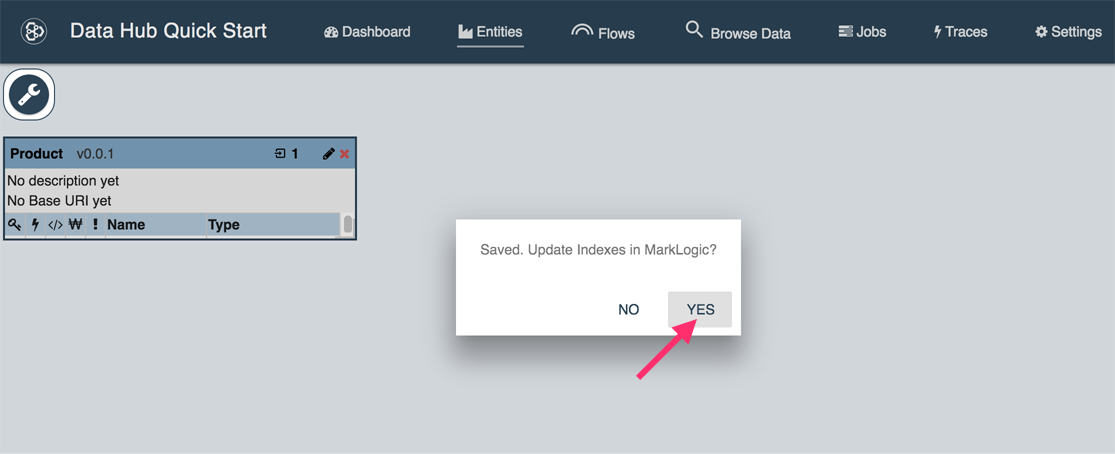 Data Hub Quick Start Dashboard Entities Flows Browse Data Jobs Traces Settings
Product v0.0.1 1
No description yet
No Base URI yet
</> ₩ ! Name Type
Saved. Update Indexes in MarkLogic?
NO YES